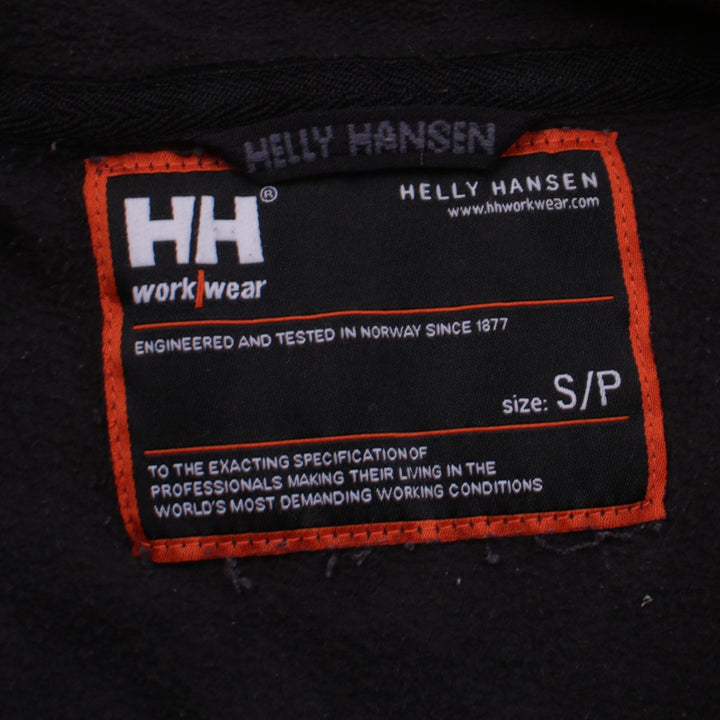 HELLY HANSEN
HH®
HELLY HANSEN
www.hhworkwear.com
work/wear
ENGINEERED AND TESTED IN NORWAY SINCE 1877
size: S/P
TO THE EXACTING SPECIFICATION OF
PROFESSIONALS MAKING THEIR LIVING IN THE
WORLD'S MOST DEMANDING WORKING CONDITIONS